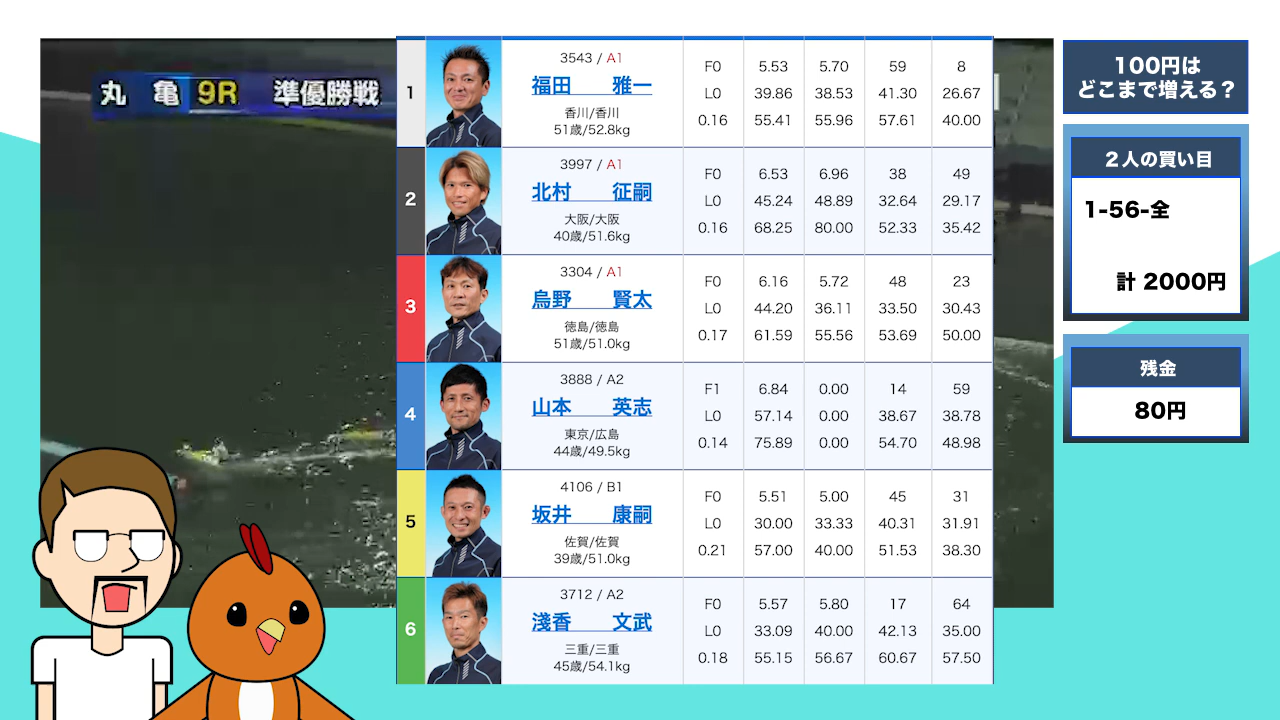 丸 亀 9R 準優勝戦
1
3543 / A1
福田 雅一
香川/香川
51歳/52.8kg
F0 5.53 5.70 59 8
L0 39.86 38.53 41.30 26.67
0.16 55.41 55.96 57.61 40.00
2
3997 / A1
北村 征嗣
大阪/大阪
40歳/51.6kg
F0 6.53 6.96 38 49
L0 45.24 48.89 32.64 29.17
0.16 68.25 80.00 52.33 35.42
3
3304 / A1
烏野 賢太
徳島/徳島
51歳/51.0kg
F0 6.16 5.72 48 23
L0 44.20 36.11 33.50 30.43
0.17 61.59 55.56 53.69 50.00
4
3888 / A2
山本 英志
東京/広島
44歳/49.5kg
F1 6.84 0.00 14 59
L0 57.14 0.00 38.67 38.78
0.14 75.89 0.00 54.70 48.98
5
4106 / B1
坂井 康嗣
佐賀/佐賀
39歳/51.0kg
F0 5.51 5.00 45 31
L0 30.00 33.33 40.31 31.91
0.21 57.00 40.00 51.53 38.30
6
3712 / A2
淺香 文武
三重/三重
45歳/54.1kg
F0 5.57 5.80 17 64
L0 33.09 40.00 42.13 35.00
0.18 55.15 56.67 60.67 57.50
100円は
どこまで増える？
２人の買い目
1-56-全
計 2000円
残金
80円